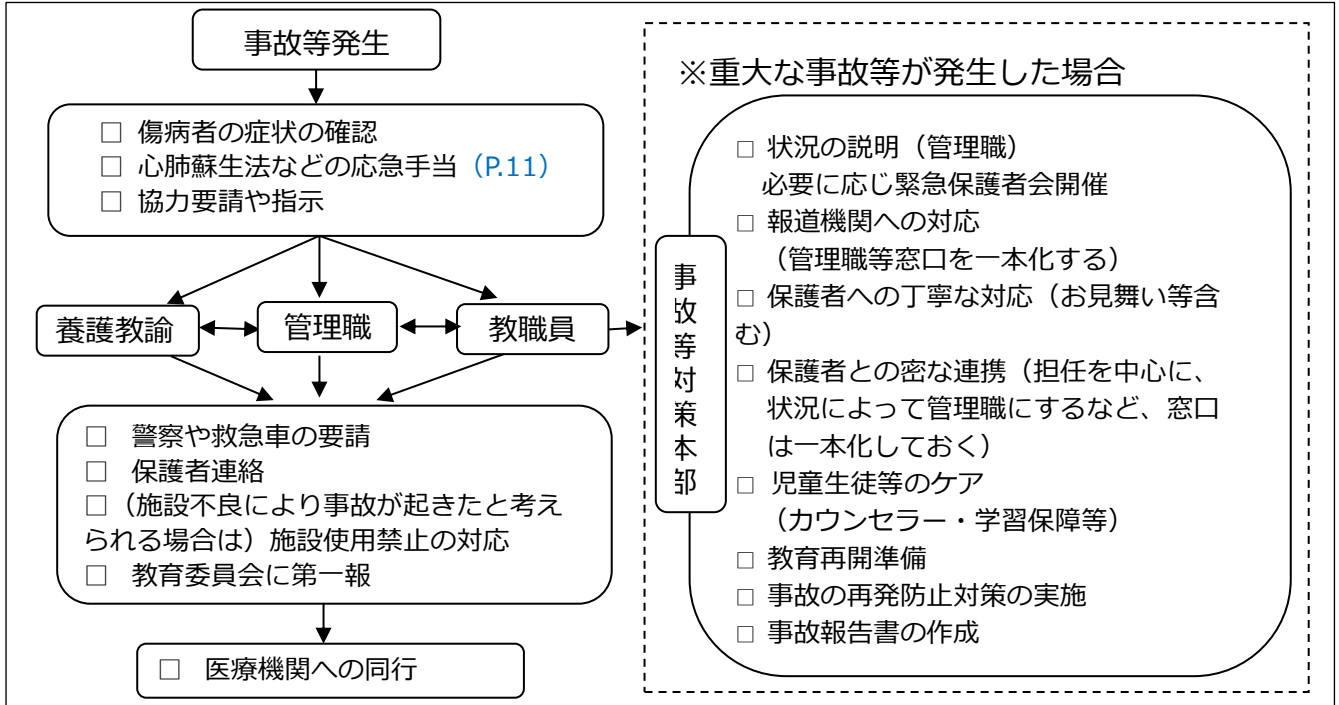 事故等発生
□ 傷病者の症状の確認
□ 心肺蘇生法などの応急手当（P.11）
□ 協力要請や指示
養護教諭
管理職
教職員
□ 警察や救急車の要請
□ 保護者連絡
□（施設不良により事故が起きたと考え
られる場合は）施設使用禁止の対応
□ 教育委員会に第一報
□ 医療機関への同行
※重大な事故等が発生した場合
事故等対策本部
□ 状況の説明（管理職）
必要に応じ緊急保護者会開催
□ 報道機関への対応
（管理職等窓口を一本化する）
□ 保護者への丁寧な対応（お見舞い等含
む）
□ 保護者との密な連携（担任を中心に、
状況によって管理職にするなど、窓口
は一本化しておく）
□ 児童生徒等のケア
（カウンセラー・学習保障等）
□ 教育再開準備
□ 事故の再発防止対策の実施
□ 事故報告書の作成